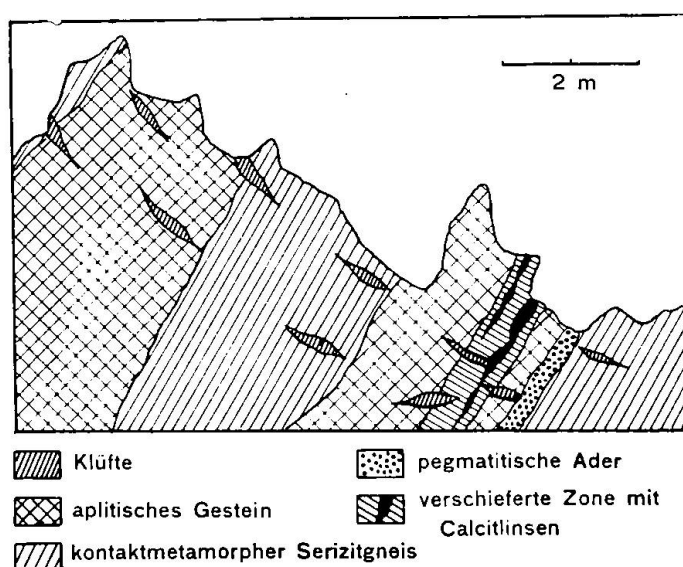 2 m
Klüfte
aplitisches Gestein
kontaktmetamorpher Serizitgneis
pegmatitische Ader
verschieferte Zone mit
Calcitlinsen